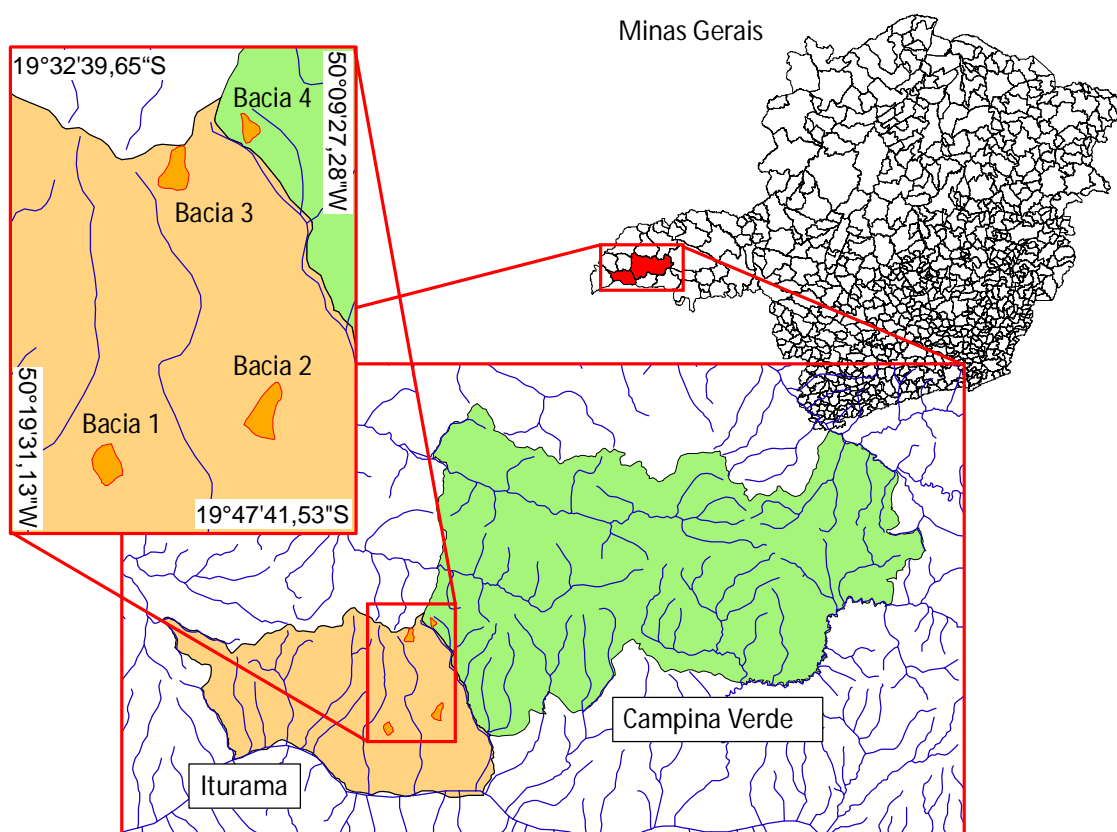 Minas Gerais
19°32'39,65“S
50°09'27,28"W
Bacia 4
Bacia 3
Bacia 2
Bacia 1
50°19'31,13"W
19°47'41,53"S
Campina Verde
Iturama